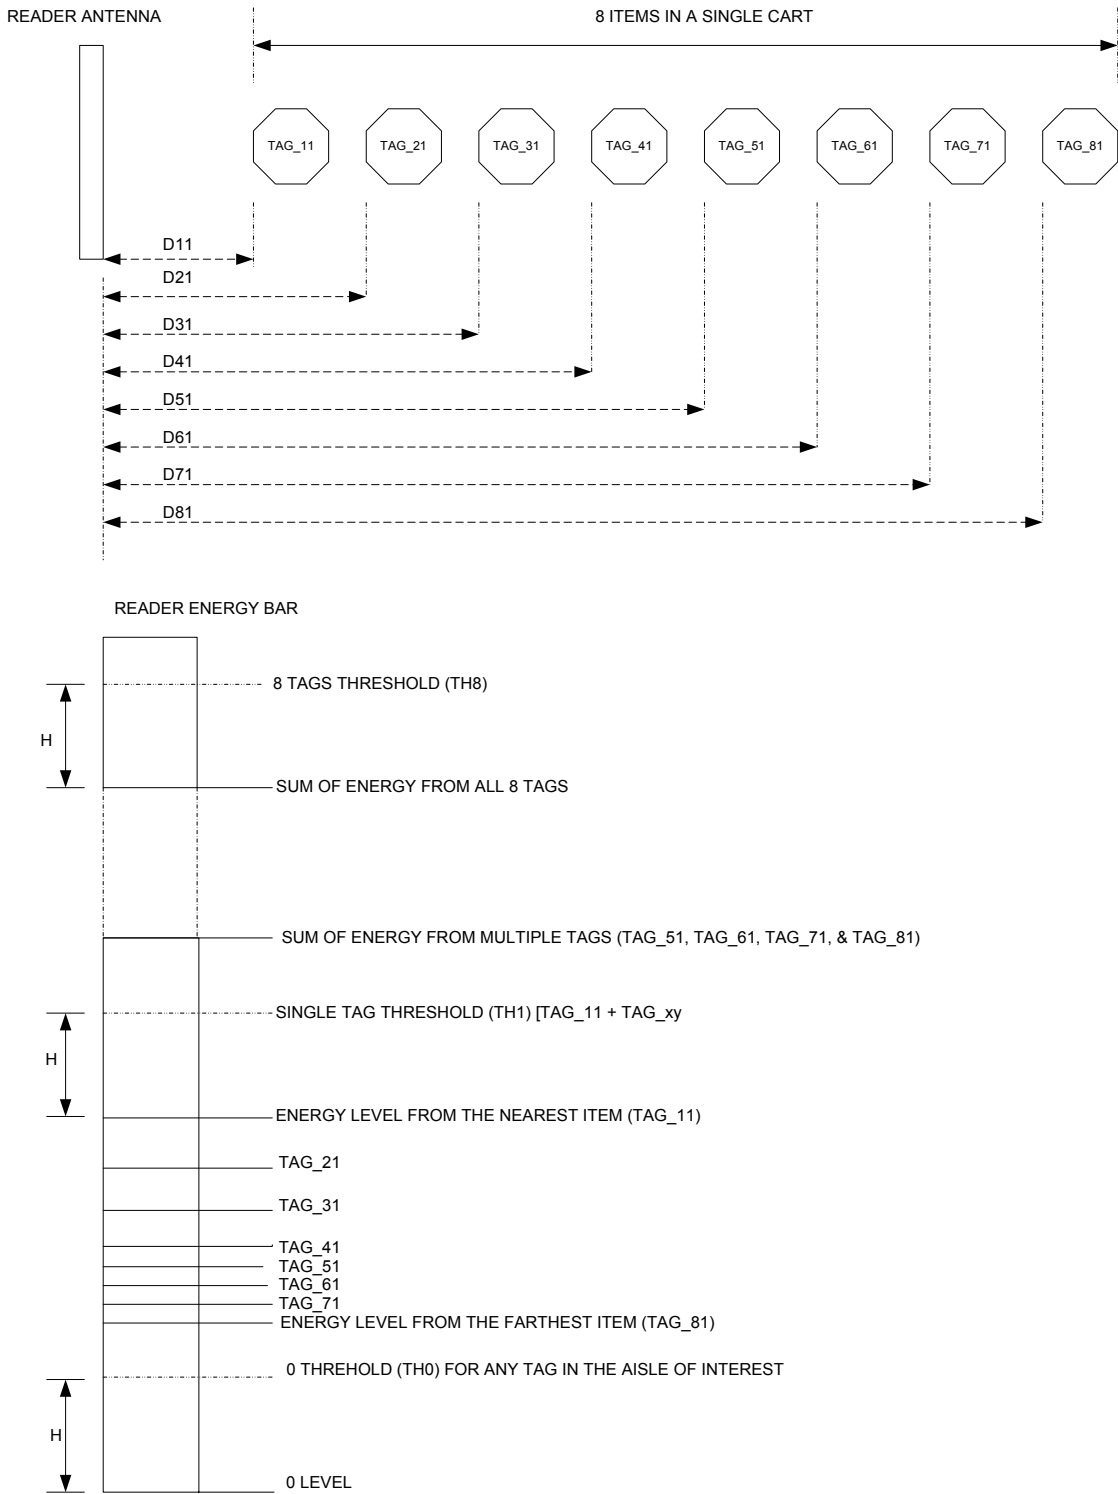 READER ANTENNA
8 ITEMS IN A SINGLE CART
TAG_11
TAG_21
TAG_31
TAG_41
TAG_51
TAG_61
TAG_71
TAG_81
D11
D21
D31
D41
D51
D61
D71
D81
READER ENERGY BAR
8 TAGS THRESHOLD (TH8)
H
SUM OF ENERGY FROM ALL 8 TAGS
SUM OF ENERGY FROM MULTIPLE TAGS (TAG_51, TAG_61, TAG_71, & TAG_81)
SINGLE TAG THRESHOLD (TH1) [TAG_11 + TAG_xy
H
ENERGY LEVEL FROM THE NEAREST ITEM (TAG_11)
TAG_21
TAG_31
TAG_41
TAG_51
TAG_61
TAG_71
ENERGY LEVEL FROM THE FARTHEST ITEM (TAG_81)
0 THREHOLD (TH0) FOR ANY TAG IN THE AISLE OF INTEREST
H
0 LEVEL